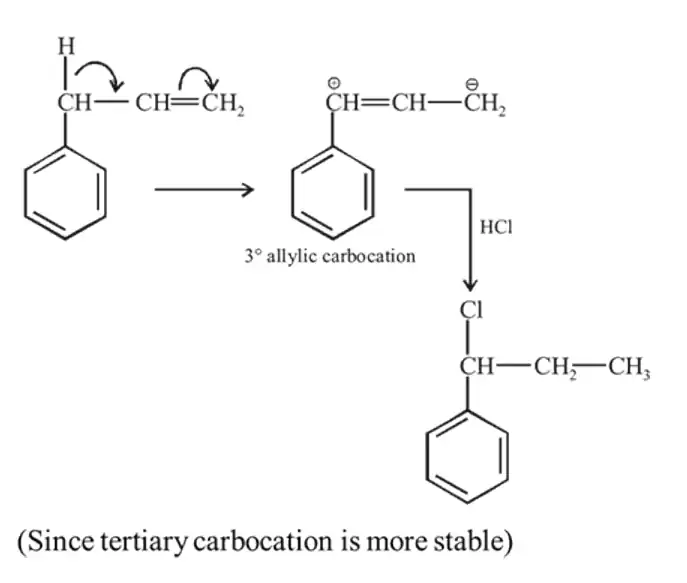 H
CH—CH=CH₂
⊕ ⊖
CH=CH—CH₂
3° allylic carbocation
HCl
Cl
CH—CH₂—CH₃
(Since tertiary carbocation is more stable)